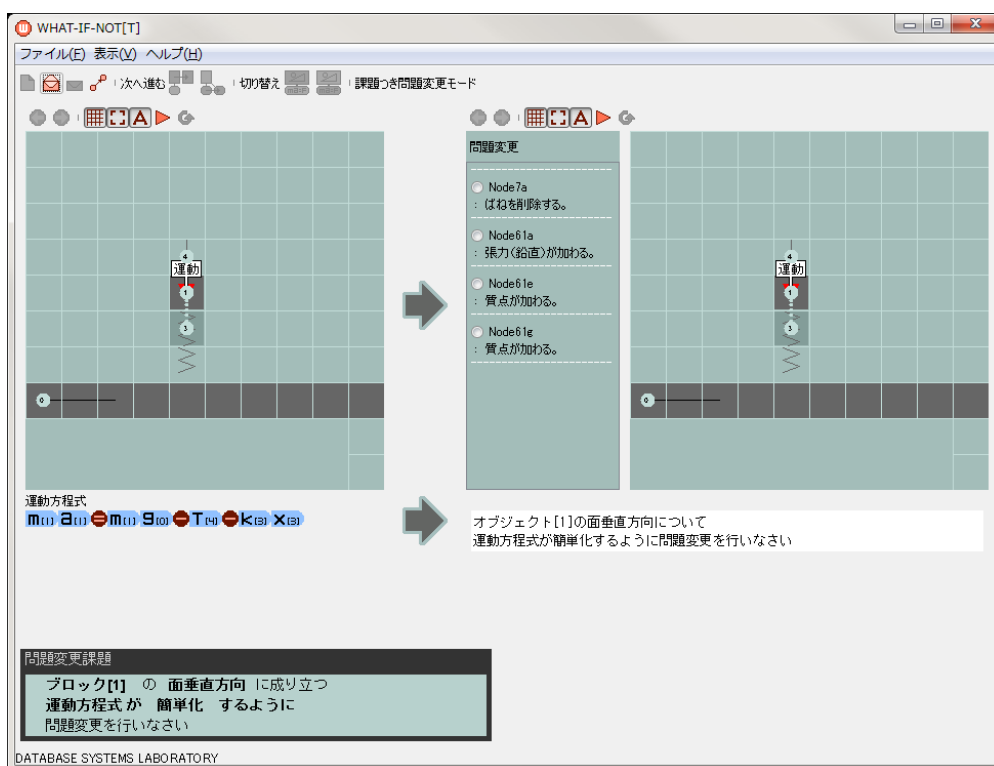 WHAT-IF-NOT[T]
ファイル(F) 表示(V) ヘルプ(H)
次へ進む 切り替え 課題つき問題変更モード
問題変更
Node7a
: ばねを削除する。
Node61a
: 張力(鉛直)が加わる。
Node61e
: 質点が加わる。
Node61g
: 質点が加わる。
4
運動
1
3
0
4
運動
1
3
0
運動方程式
m[1] a[1] = m[1] g[0] - T[4] - k[3] x[3]
オブジェクト[1]の面垂直方向について
運動方程式が簡単化するように問題変更を行いなさい
問題変更課題
ブロック[1] の 面垂直方向 に成り立つ
運動方程式 が 簡単化 するように
問題変更を行いなさい
DATABASE SYSTEMS LABORATORY